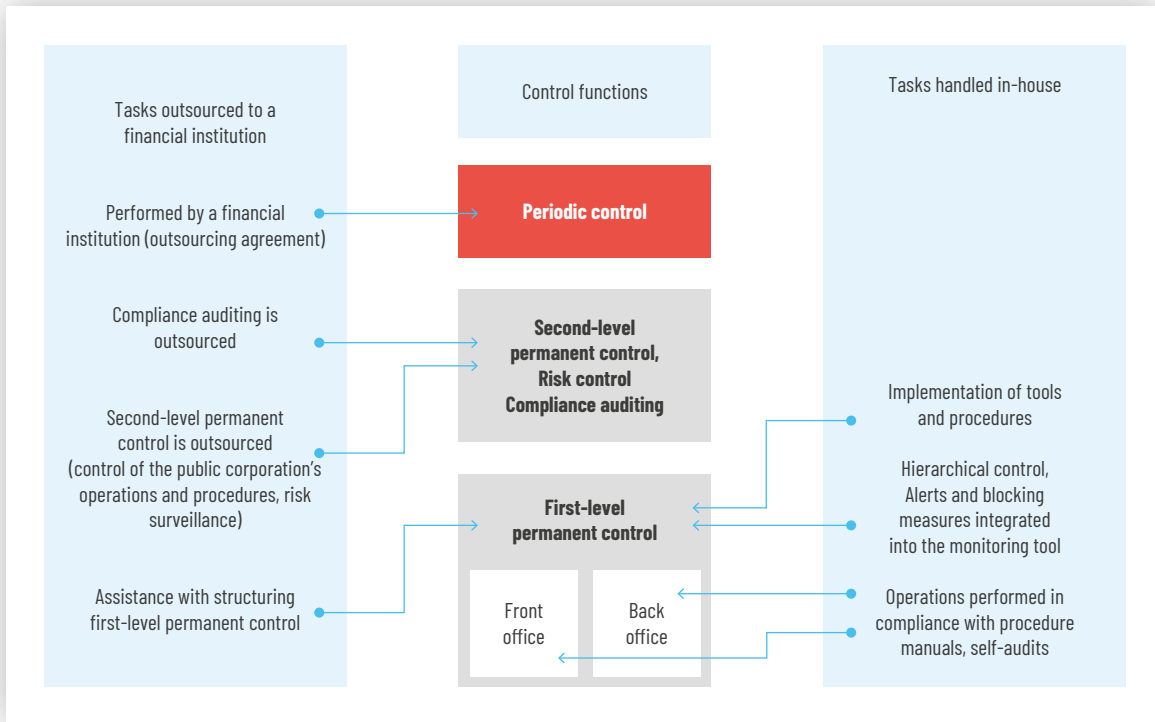 Tasks outsourced to a
financial institution
Performed by a financial
institution (outsourcing agreement)
Compliance auditing is
outsourced
Second-level permanent
control is outsourced
(control of the public corporation’s
operations and procedures, risk
surveillance)
Assistance with structuring
first-level permanent control
Control functions
Periodic control
Second-level
permanent control,
Risk control
Compliance auditing
First-level
permanent control
Front
office
Back
office
Tasks handled in-house
Implementation of tools
and procedures
Hierarchical control,
Alerts and blocking
measures integrated
into the monitoring tool
Operations performed in
compliance with procedure
manuals, self-audits